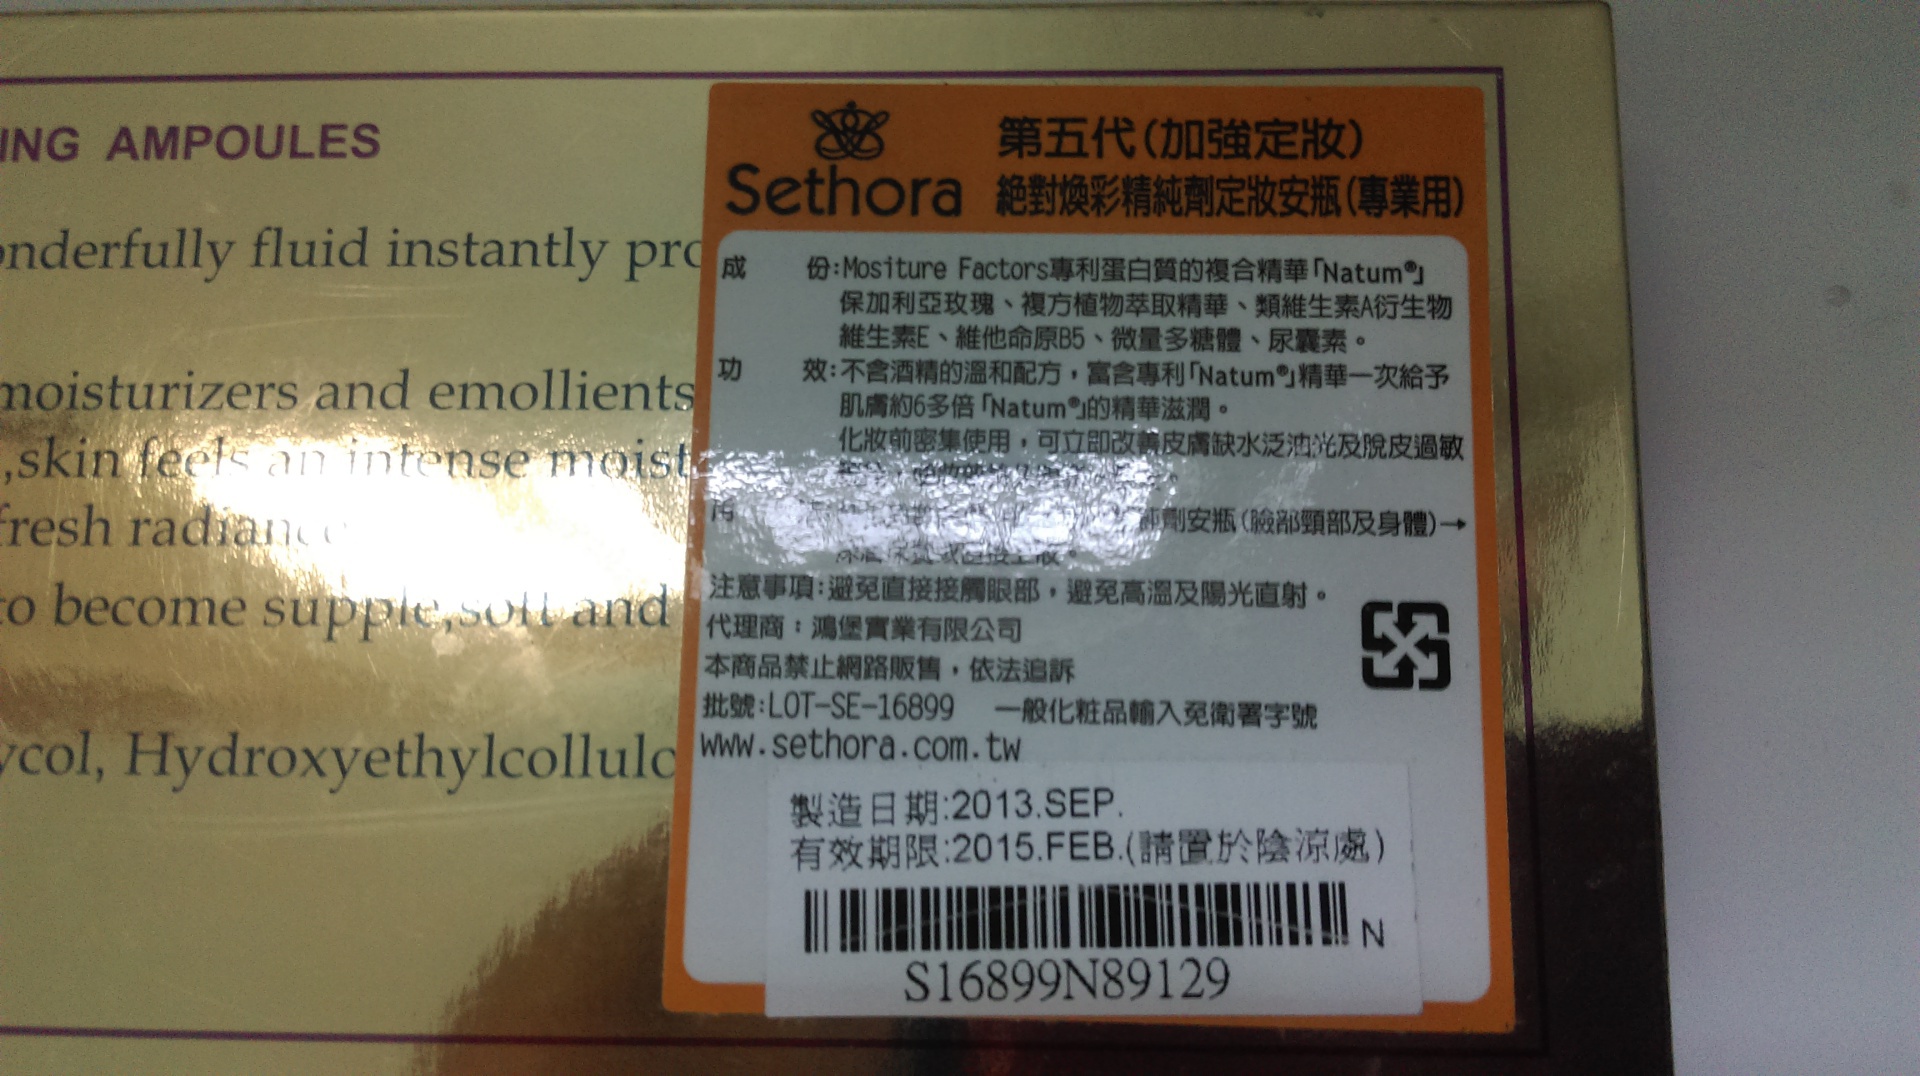 ING AMPOULES
onderfully fluid instantly pro
moisturizers and emollients
,skin feels an intense moist
fresh radiance
to become supple,soft and
ycol, Hydroxyethylcollulo
Sethora
第五代(加強定妝)
絕對煥彩精純劑定妝安瓶(專業用)
成 份:Mositure Factors專利蛋白質的複合精華「Natum®」
保加利亞玫瑰、複方植物萃取精華、類維生素A衍生物
維生素E、維他命原B5、微量多糖體、尿囊素。
功 效:不含酒精的溫和配方，富含專利「Natum®」精華一次給予
肌膚約6多倍「Natum®」的精華滋潤。
化妝前密集使用，可立即改善皮膚缺水泛油光及脫皮過敏
用 純劑安瓶(臉部頸部及身體)→
注意事項:避免直接接觸眼部，避免高溫及陽光直射。
代理商：鴻堡實業有限公司
本商品禁止網路販售，依法追訴
批號:LOT-SE-16899 一般化粧品輸入免衛署字號
www.sethora.com.tw
製造日期:2013.SEP.
有效期限:2015.FEB.(請置於陰涼處)
N
S16899N89129